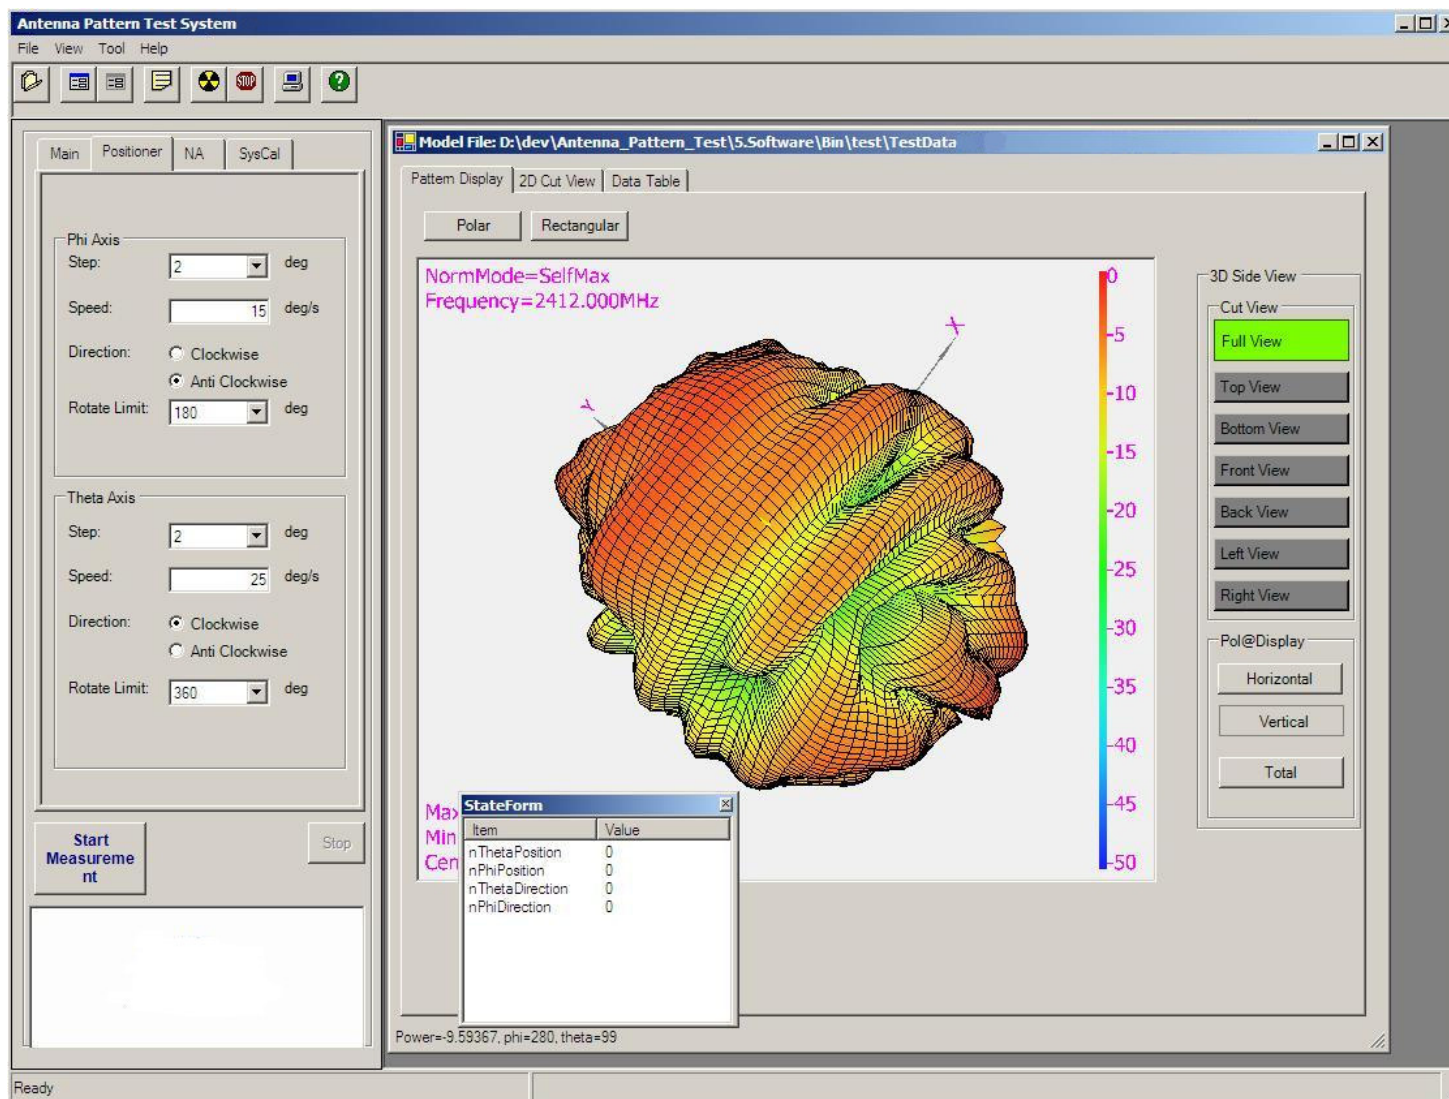 Antenna Pattern Test System
File View Tool Help
STOP
Main Positioner NA SysCal
Phi Axis
Step: 2 deg
Speed: 15 deg/s
Direction: Clockwise
Anti Clockwise
Rotate Limit: 180 deg
Theta Axis
Step: 2 deg
Speed: 25 deg/s
Direction: Clockwise
Anti Clockwise
Rotate Limit: 360 deg
Start
Measureme
nt
Stop
Model File: D:\dev\Antenna_Pattern_Test\5.Software\Bin\test\TestData
Pattern Display 2D Cut View Data Table
Polar Rectangular
NormMode=SelfMax
Frequency=2412.000MHz
X
Y
0
-5
-10
-15
-20
-25
-30
-35
-40
-45
-50
Max
Min
Cen
StateForm
Item Value
nThetaPosition 0
nPhiPosition 0
nThetaDirection 0
nPhiDirection 0
3D Side View
Cut View
Full View
Top View
Bottom View
Front View
Back View
Left View
Right View
Pol@Display
Horizontal
Vertical
Total
Power=-9.59367, phi=280, theta=99
Ready